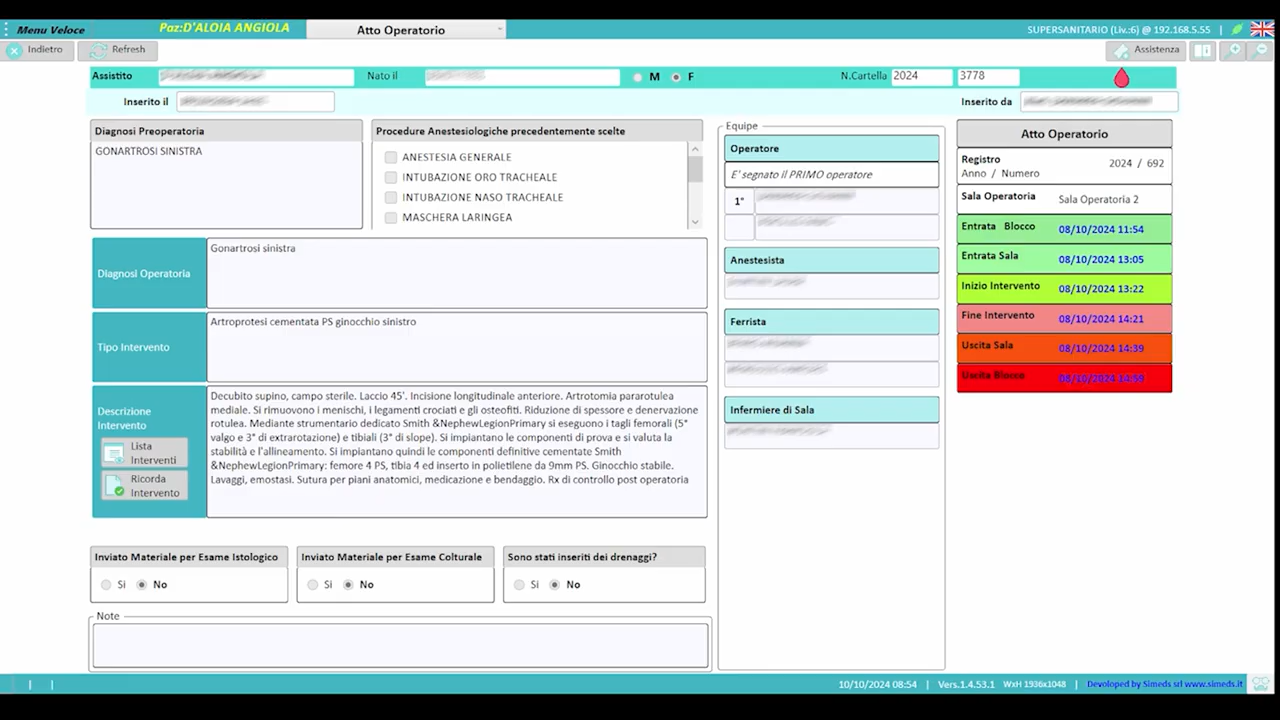 Menu Veloce
Paz:D'ALOIA ANGIOLA
Atto Operatorio
SUPERSANITARIO (Liv.:6) @ 192.168.5.55
Indietro
Refresh
Assistenza
Assistito
Nato il
M
F
N.Cartella 2024 3778
Inserito il
Inserito da
Diagnosi Preoperatoria
GONARTROSI SINISTRA
Procedure Anestesiologiche precedentemente scelte
ANESTESIA GENERALE
INTUBAZIONE ORO TRACHEALE
INTUBAZIONE NASO TRACHEALE
MASCHERA LARINGEA
Diagnosi Operatoria
Gonartrosi sinistra
Tipo Intervento
Artroprotesi cementata PS ginocchio sinistro
Descrizione
Intervento
Lista
Interventi
Ricorda
Intervento
Decubito supino, campo sterile. Laccio 45'. Incisione longitudinale anteriore. Artrotomia pararotulea
mediale. Si rimuovono i menischi, i legamenti crociati e gli osteofiti. Riduzione di spessore e denervazione
rotulea. Mediante strumentario dedicato Smith &NephewLegionPrimary si eseguono i tagli femorali (5°
valgo e 3° di extrarotazione) e tibiali (3° di slope). Si impiantano le componenti di prova e si valuta la
stabilità e l'allineamento. Si impiantano quindi le componenti definitive cementate Smith
&NephewLegionPrimary: femore 4 PS, tibia 4 ed inserto in polietilene da 9mm PS. Ginocchio stabile.
Lavaggi, emostasi. Sutura per piani anatomici, medicazione e bendaggio. Rx di controllo post operatoria
Inviato Materiale per Esame Istologico
Si
No
Inviato Materiale per Esame Colturale
Si
No
Sono stati inseriti dei drenaggi?
Si
No
Note
Equipe
Operatore
E' segnato il PRIMO operatore
1°
Anestesista
Ferrista
Infermiere di Sala
Atto Operatorio
Registro
Anno / Numero
2024 / 692
Sala Operatoria Sala Operatoria 2
Entrata Blocco 08/10/2024 11:54
Entrata Sala 08/10/2024 13:05
Inizio Intervento 08/10/2024 13:22
Fine Intervento 08/10/2024 14:21
Uscita Sala 08/10/2024 14:39
Uscita Blocco 08/10/2024 14:59
10/10/2024 08:54 | Vers.1.4.53.1 WxH 1936x1048 | Devoloped by Simeds srl www.simeds.it